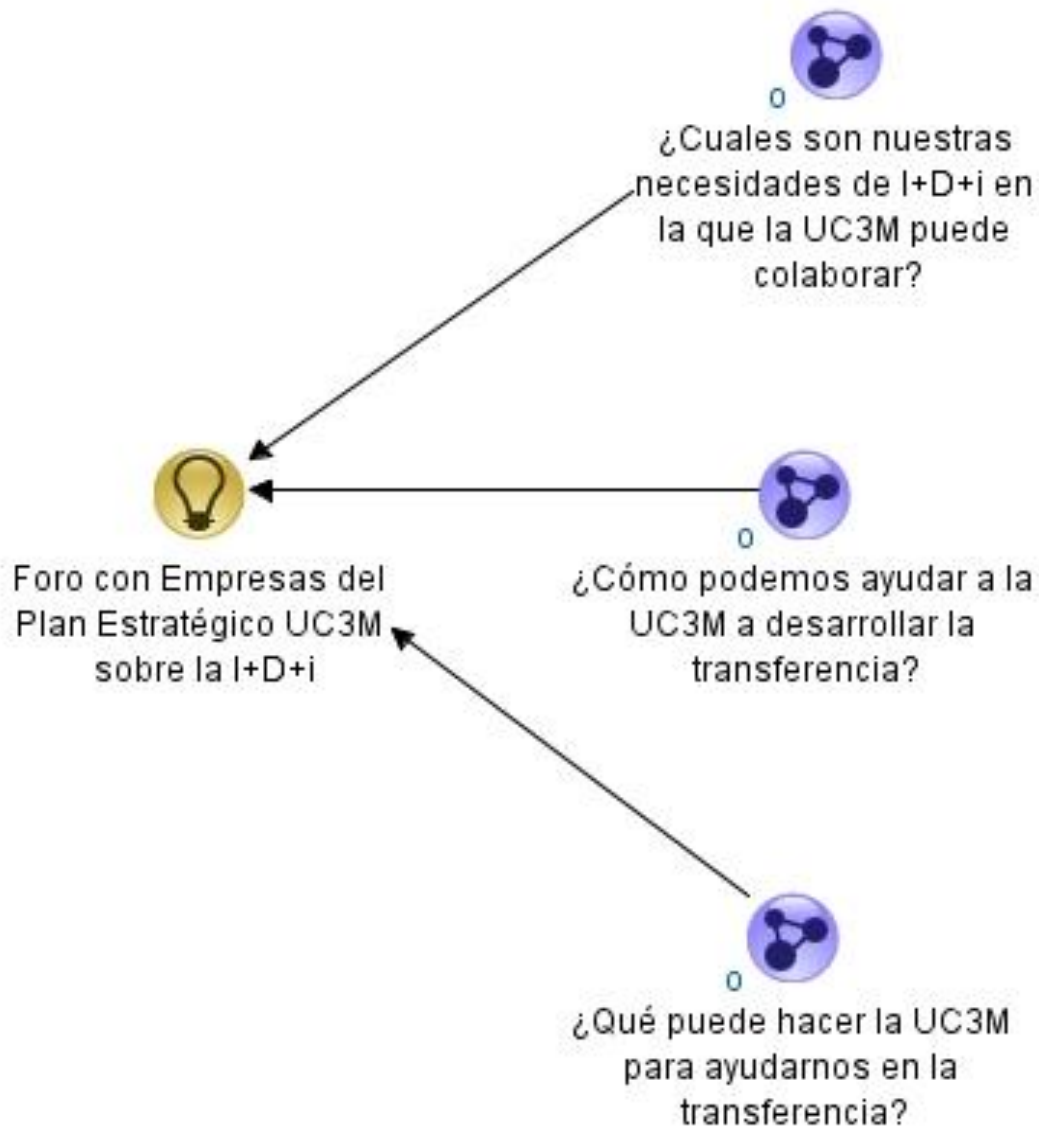 0
¿Cuales son nuestras
necesidades de I+D+i en
la que la UC3M puede
colaborar?
Foro con Empresas del
Plan Estratégico UC3M
sobre la I+D+i
0
¿Cómo podemos ayudar a la
UC3M a desarrollar la
transferencia?
0
¿Qué puede hacer la UC3M
para ayudarnos en la
transferencia?